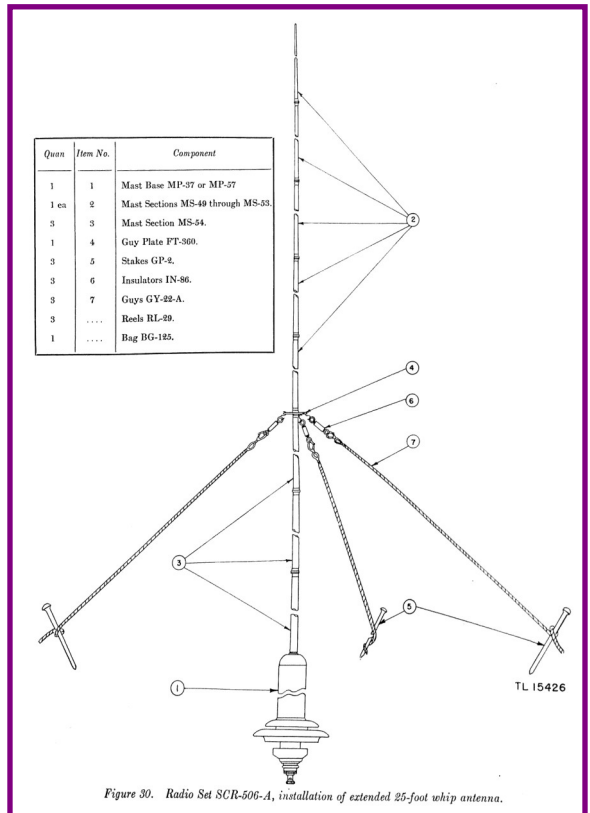 Quan Item No. Component
1 1 Mast Base MP-37 or MP-57
1 ea 2 Mast Sections MS-49 through MS-53.
3 3 Mast Section MS-54.
1 4 Guy Plate FT-360.
3 5 Stakes GP-2.
3 6 Insulators IN-86.
3 7 Guys GY-22-A.
3 .... Reels RL-29.
1 .... Bag BG-125.
2
4
6
7
3
5
1
TL 15426
Figure 30. Radio Set SCR-506-A, installation of extended 25-foot whip antenna.